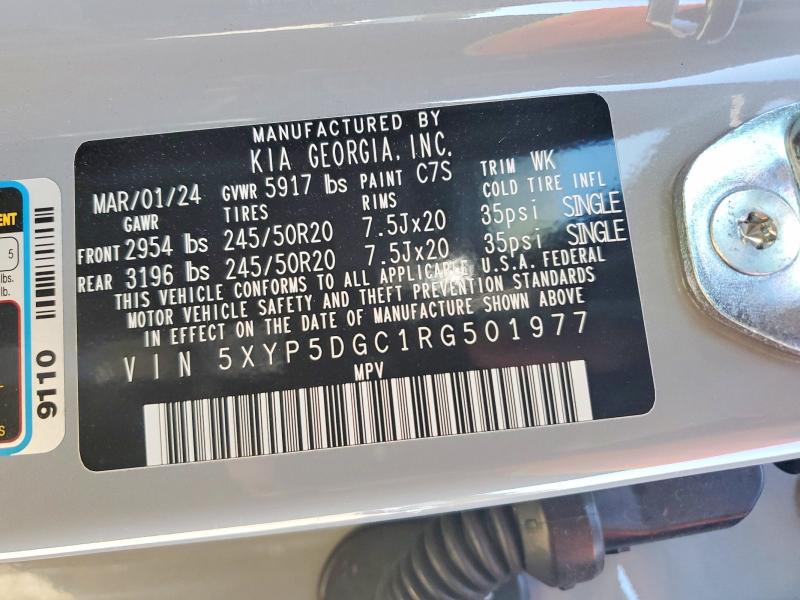 MANUFACTURED BY
KIA GEORGIA, INC.
MAR/01/24 GVWR 5917 lbs PAINT C7S TRIM WK
GAWR TIRES RIMS COLD TIRE INFL
FRONT 2954 lbs 245/50R20 7.5Jx20 35psi SINGLE
REAR 3196 lbs 245/50R20 7.5Jx20 35psi SINGLE
THIS VEHICLE CONFORMS TO ALL APPLICABLE U.S.A. FEDERAL
MOTOR VEHICLE SAFETY AND THEFT PREVENTION STANDARDS
IN EFFECT ON THE DATE OF MANUFACTURE SHOWN ABOVE
VIN 5XYP5DGC1RG501977
MPV
5
lbs.
lb.
9110